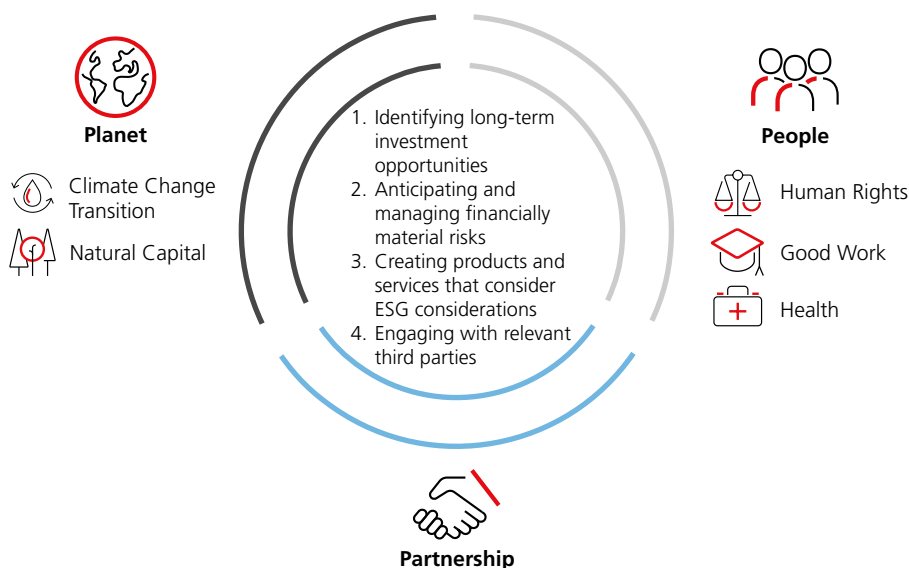 Planet
Climate Change
Transition
Natural Capital
1. Identifying long-term
investment
opportunities
2. Anticipating and
managing financially
material risks
3. Creating products and
services that consider
ESG considerations
4. Engaging with relevant
third parties
People
Human Rights
Good Work
Health
Partnership